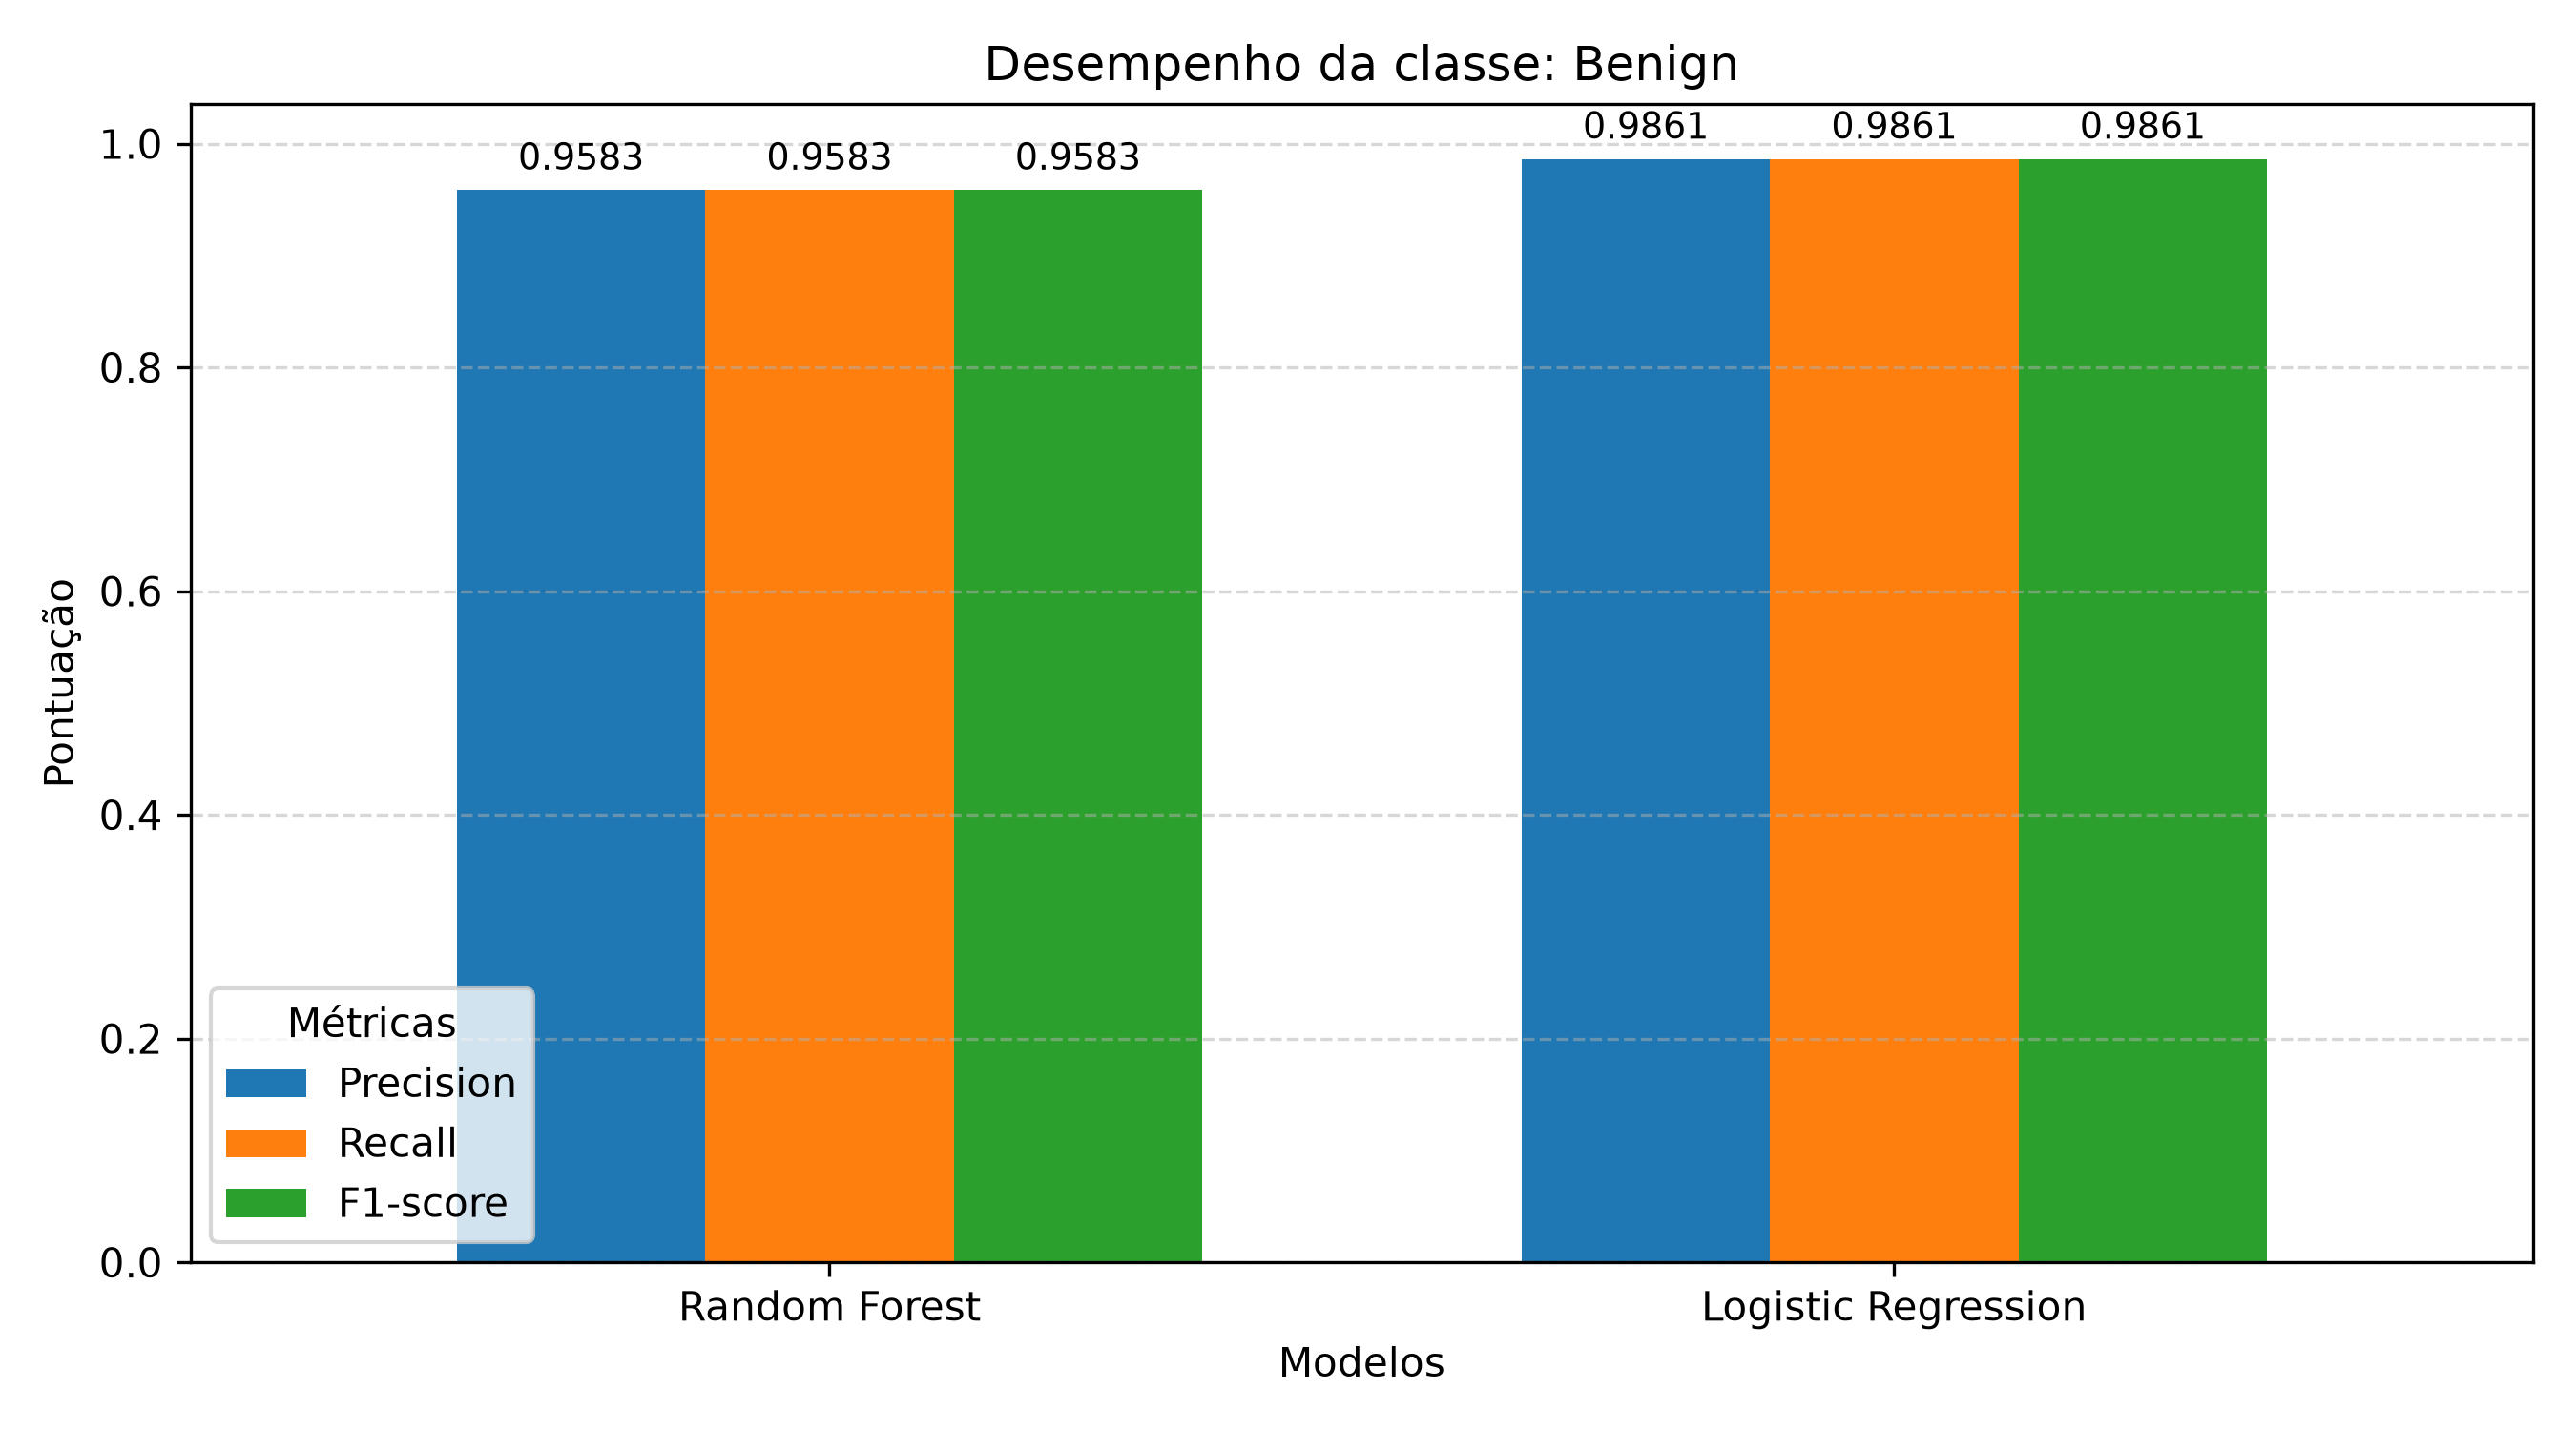 Desempenho da classe: Benign
0.9583 0.9583 0.9583 0.9861 0.9861 0.9861
1.0
0.8
0.6
0.4
0.2
0.0
Pontuação
Métricas
Precision
Recall
F1-score
Random Forest Logistic Regression
Modelos